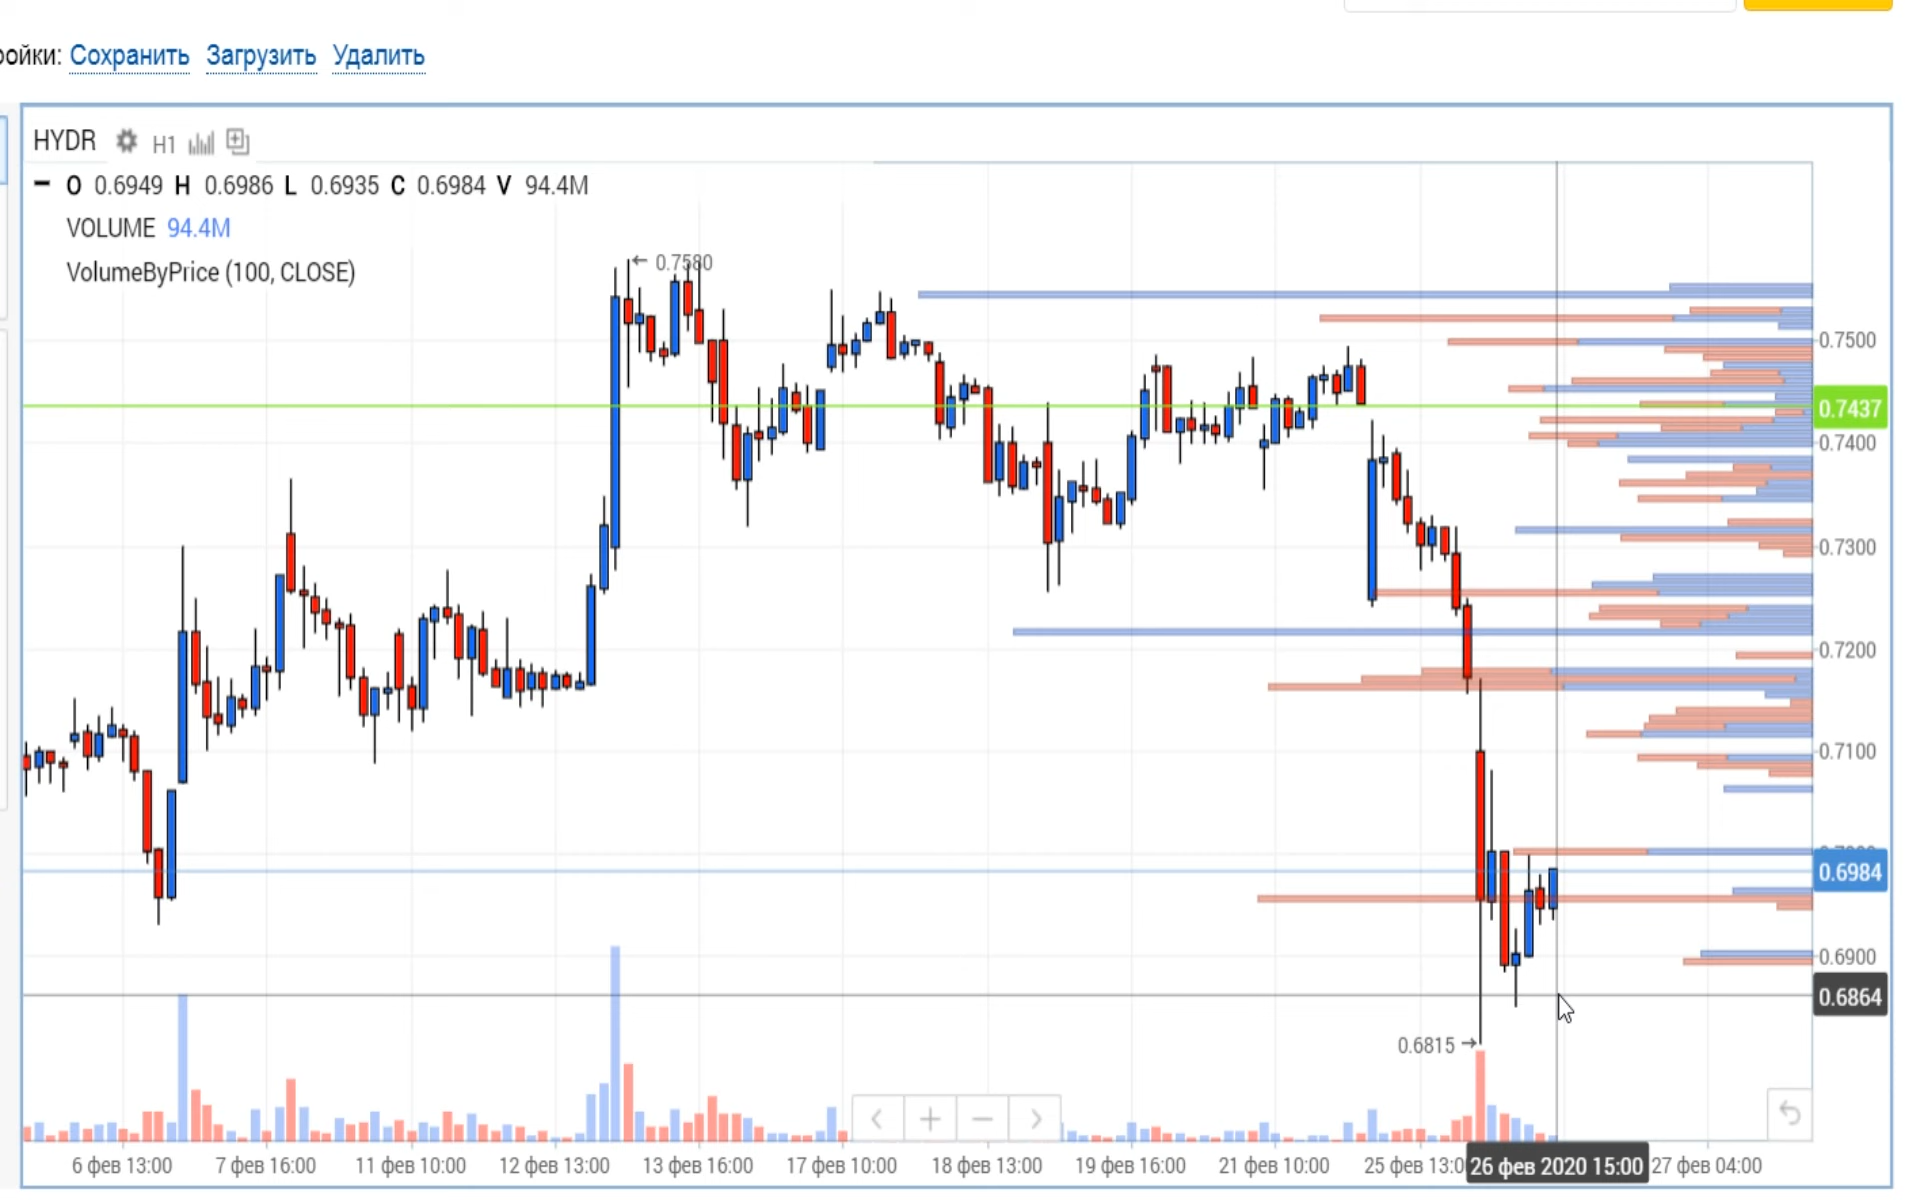 ройки: Сохранить Загрузить Удалить
HYDR H1
O 0.6949 H 0.6986 L 0.6935 C 0.6984 V 94.4M
VOLUME 94.4M
VolumeByPrice (100, CLOSE)
← 0.7580
0.7500
0.7437
0.7400
0.7300
0.7200
0.7100
0.6984
0.6900
0.6864
0.6815 →
6 фев 13:00 7 фев 16:00 11 фев 10:00 12 фев 13:00 13 фев 16:00 17 фев 10:00 18 фев 13:00 19 фев 16:00 21 фев 10:00 25 фев 13:0 26 фев 2020 15:00 27 фев 04:00